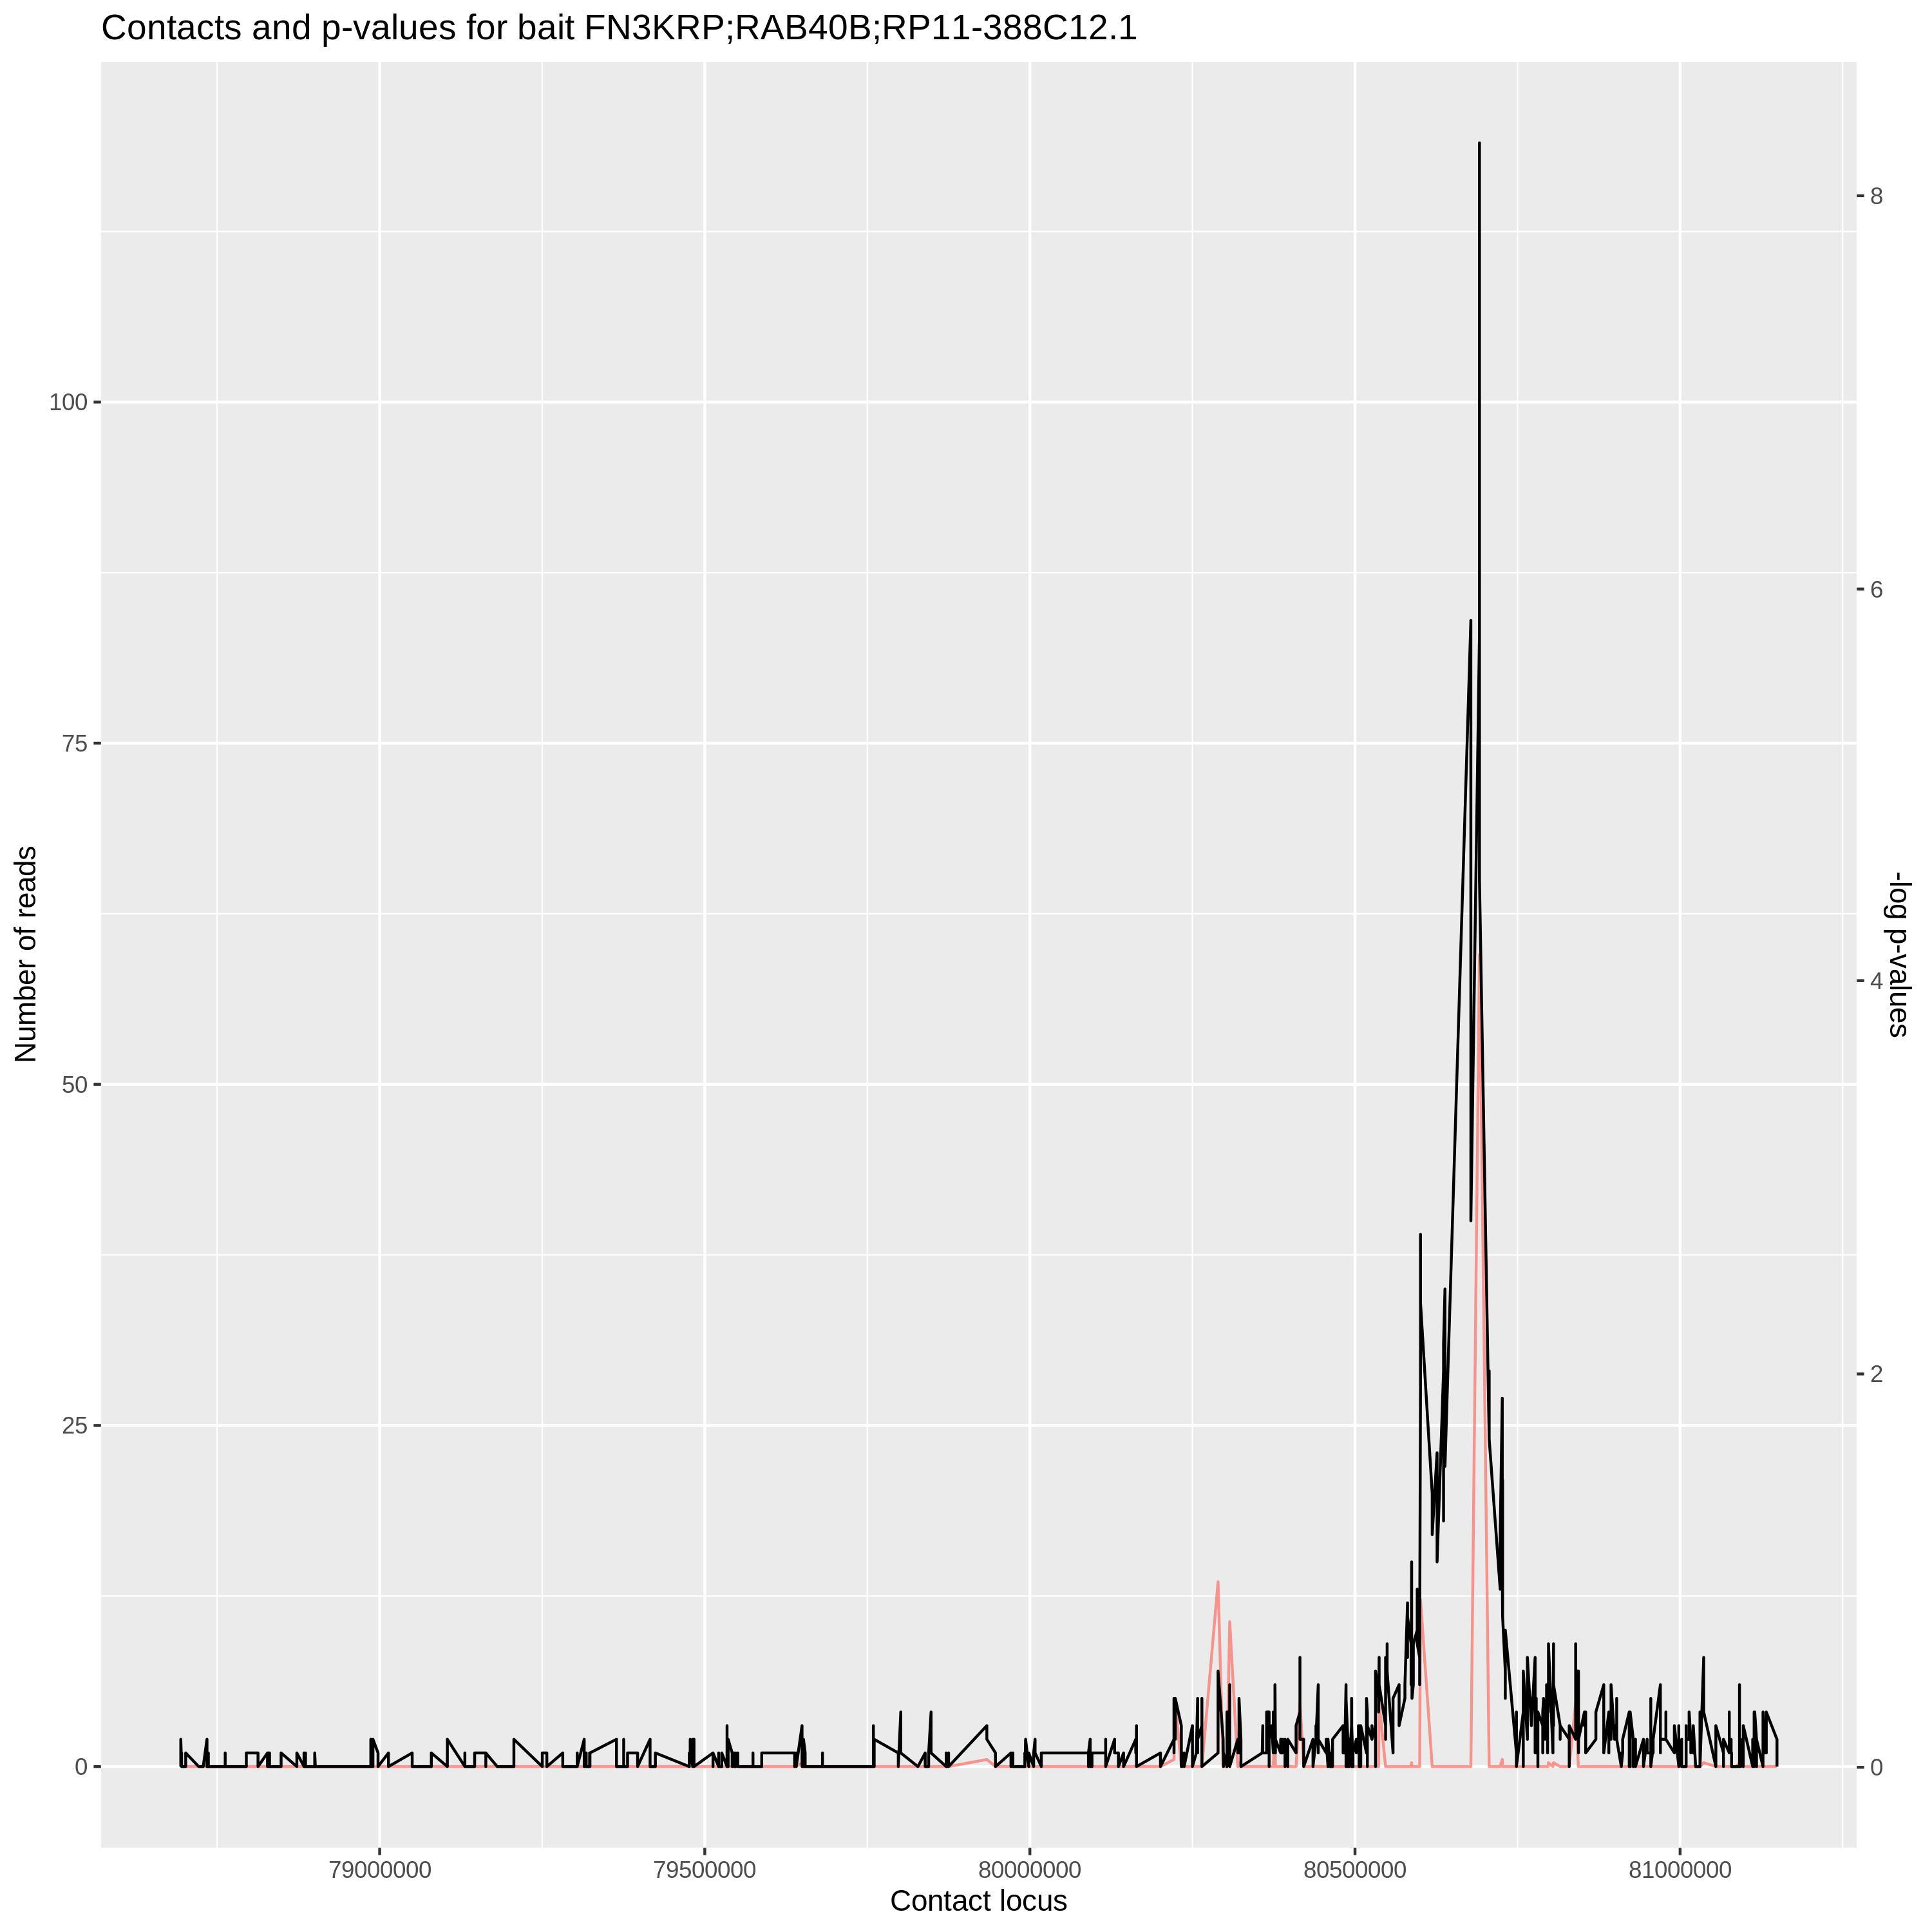 Contacts and p-values for bait FN3KRP;RAB40B;RP11-388C12.1
8
100
6
75
Number of reads
-log p-values
4
50
2
25
0
0
79000000 79500000 80000000 80500000 81000000
Contact locus